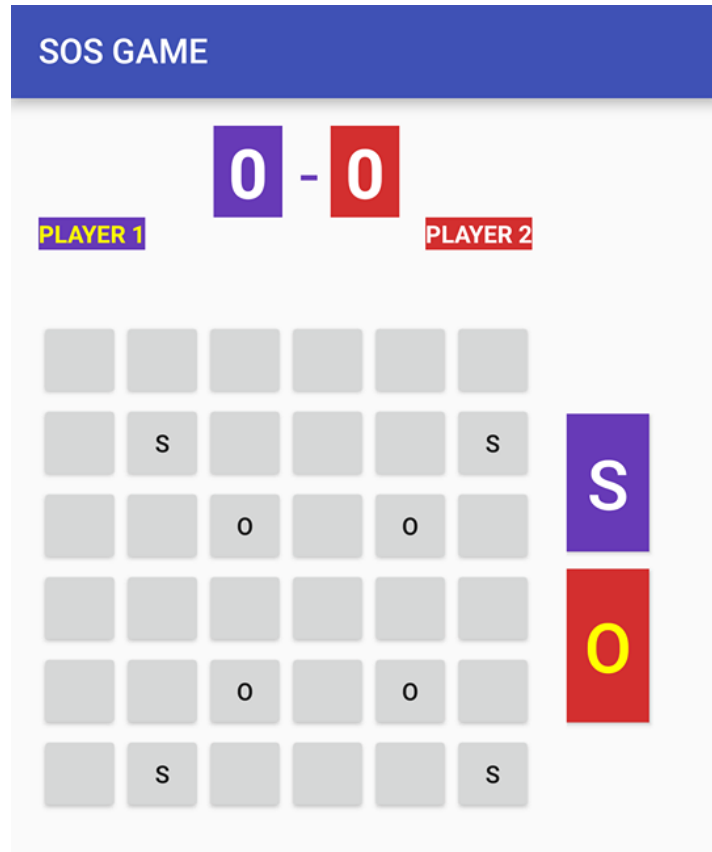 SOS GAME
0 - 0
PLAYER 1 PLAYER 2
S S
S
O O
O
O O
S S